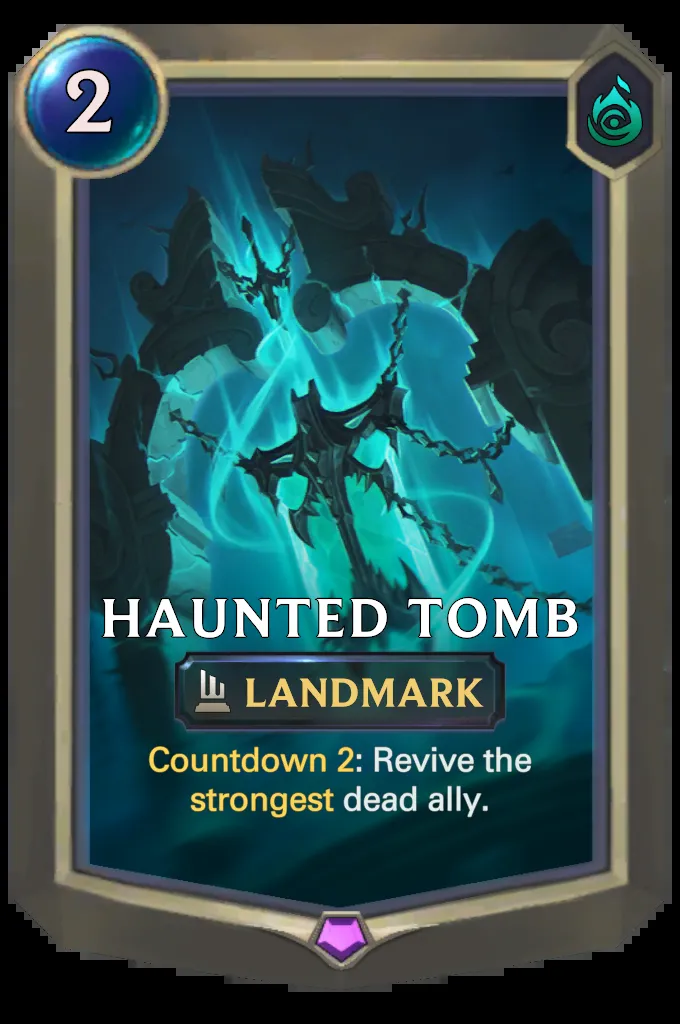 2
HAUNTED TOMB
LANDMARK
Countdown 2: Revive the
strongest dead ally.